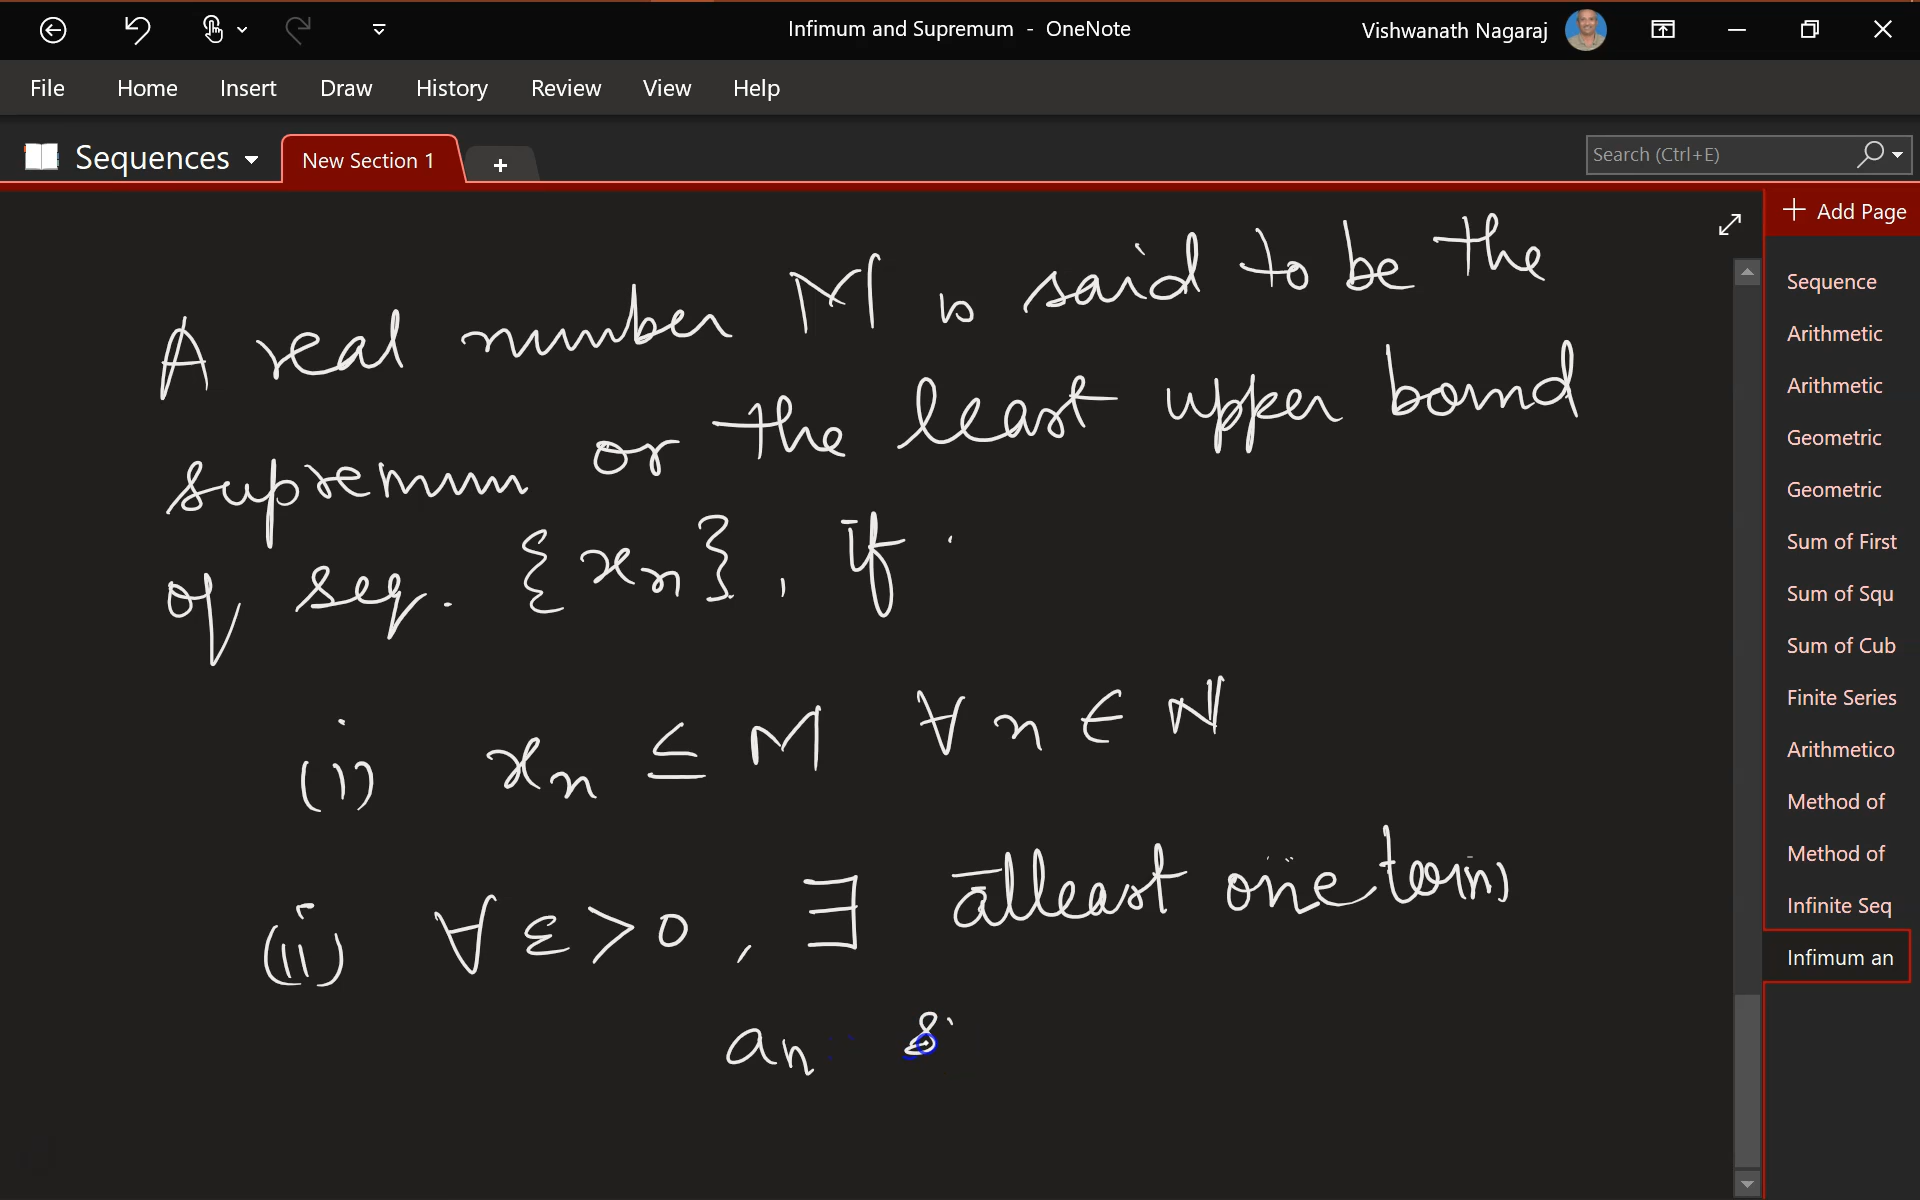 Infimum and Supremum - OneNote
Vishwanath Nagaraj
File Home Insert Draw History Review View Help
Sequences New Section 1 +
Search (Ctrl+E)
Add Page
A real number M is said to be the
supremum or the least upper bound
of seq. {xn}, if
(i) xn ≤ M ∀ n ∈ N
(ii) ∀ ε > 0, ∃ atleast one term
an
Sequence
Arithmetic
Arithmetic
Geometric
Geometric
Sum of First
Sum of Squ
Sum of Cub
Finite Series
Arithmetico
Method of
Method of
Infinite Seq
Infimum an